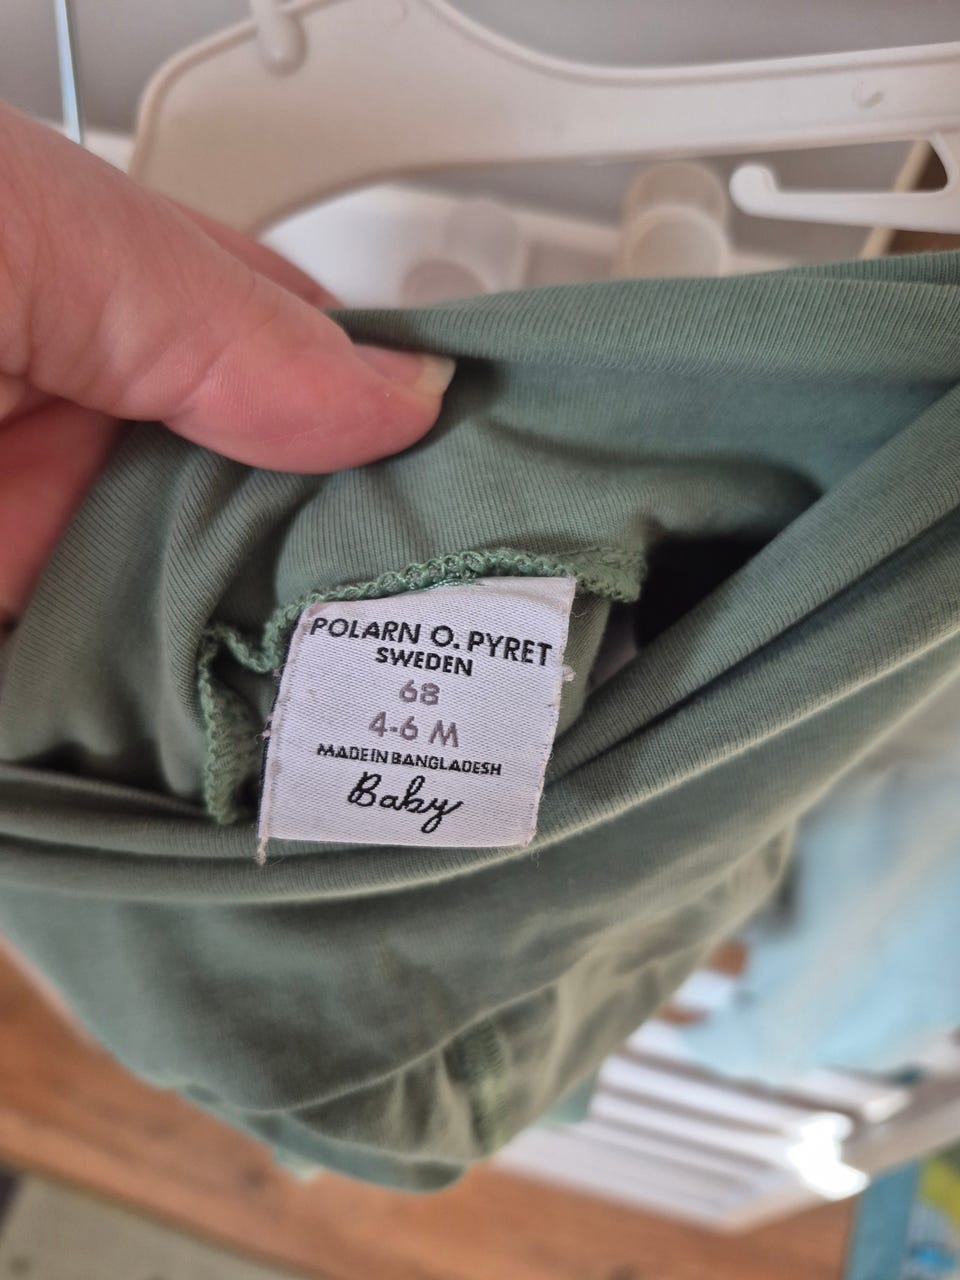 POLARN O. PYRET
SWEDEN
68
4-6 M
MADE IN BANGLADESH
Baby